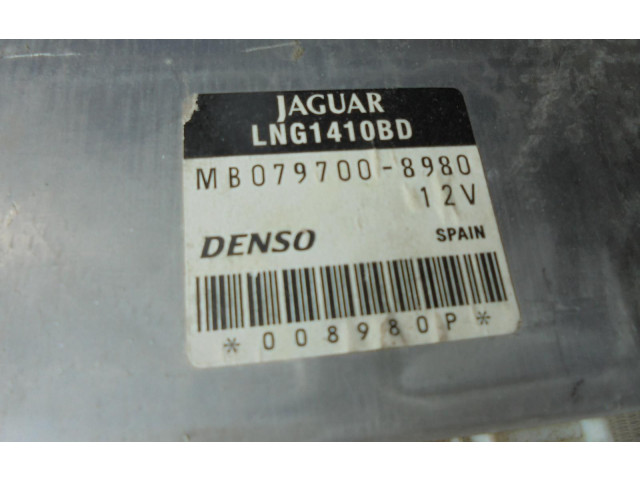 JAGUAR
LNG1410BD
MB079700-8980
12V
DENSO SPAIN
*008980P*